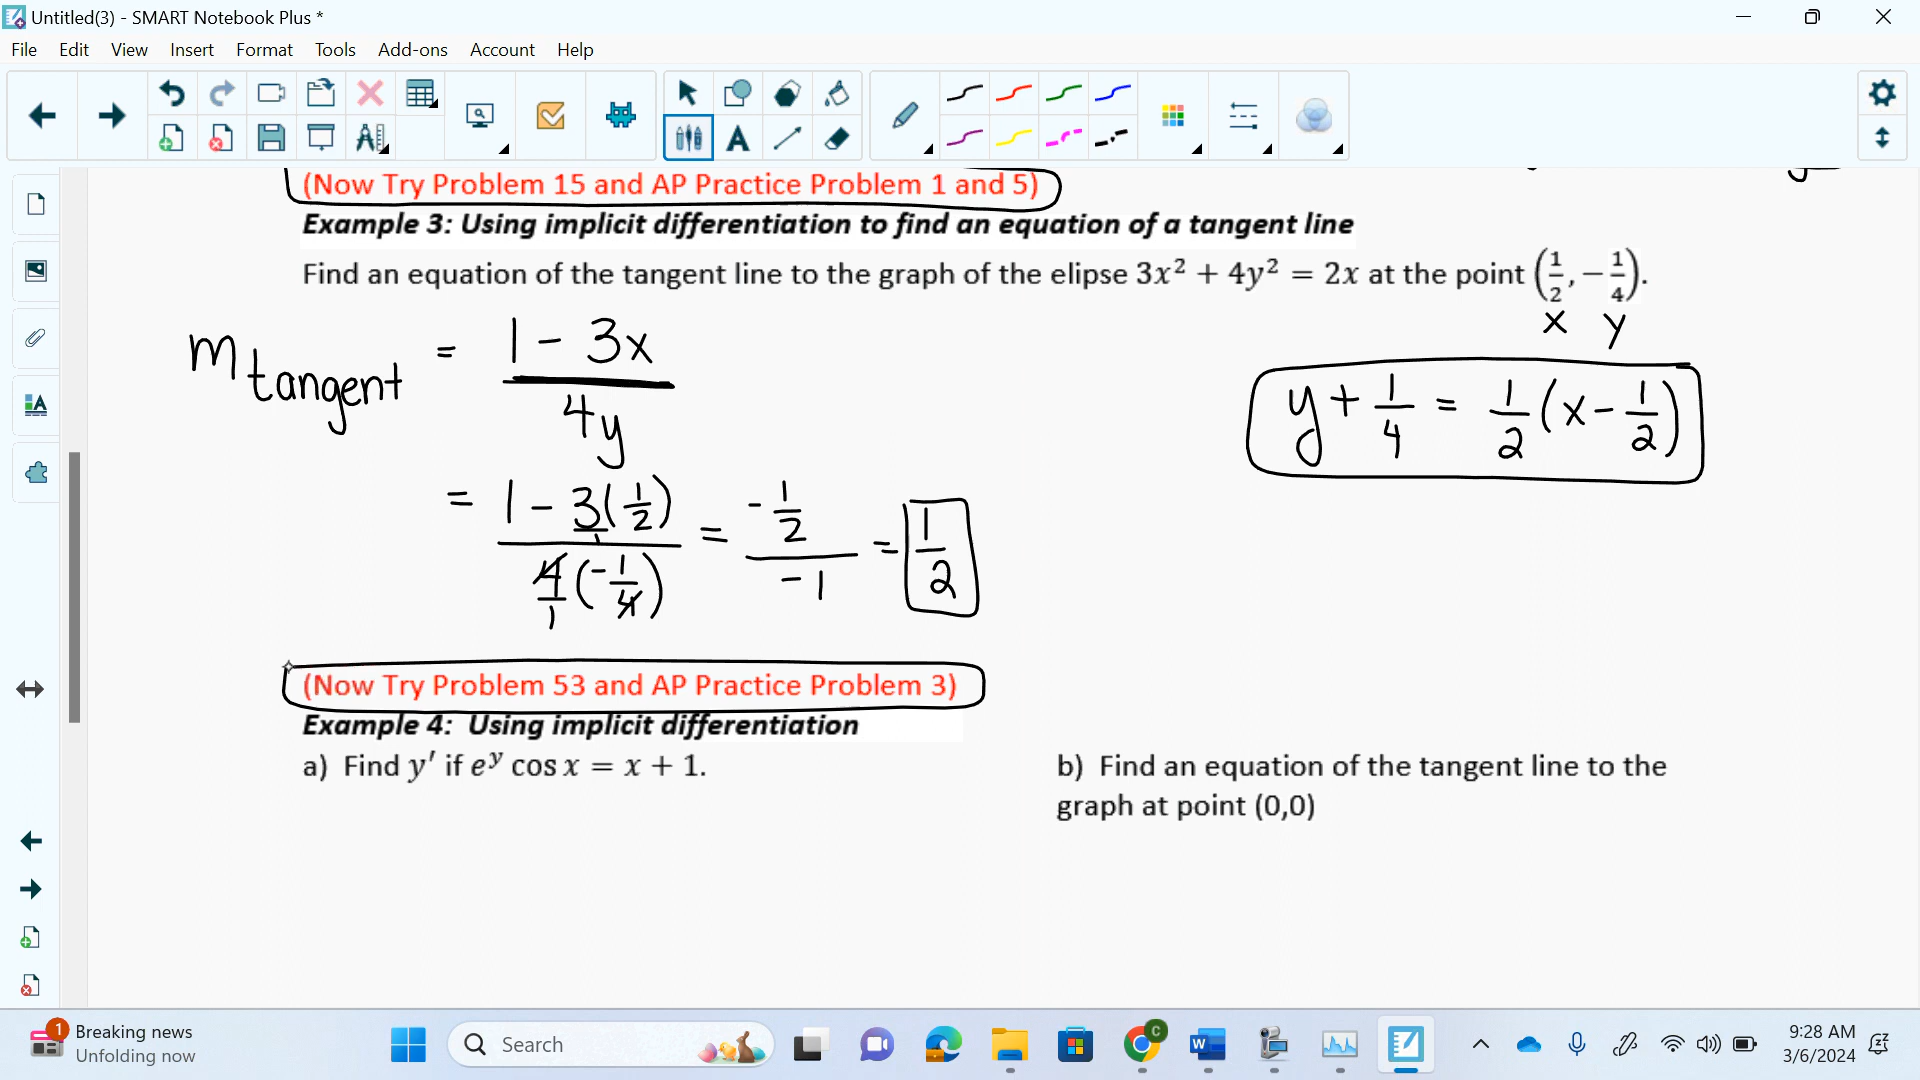 Untitled(3) - SMART Notebook Plus *
File Edit View Insert Format Tools Add-ons Account Help
(Now Try Problem 15 and AP Practice Problem 1 and 5)
Example 3: Using implicit differentiation to find an equation of a tangent line
Find an equation of the tangent line to the graph of the elipse 3x² + 4y² = 2x at the point (1/2, -1/4).
x y
m tangent = (1 - 3x)/(4y)
y + 1/4 = 1/2 (x - 1/2)
= (1 - 3/1 (1/2))/(4/1 (-1/4)) = (-1/2)/(-1) = 1/2
(Now Try Problem 53 and AP Practice Problem 3)
Example 4: Using implicit differentiation
a) Find y′ if eʸ cos x = x + 1.
b) Find an equation of the tangent line to the
graph at point (0,0)
1
Breaking news
Unfolding now
Search
C
W
9:28 AM
3/6/2024